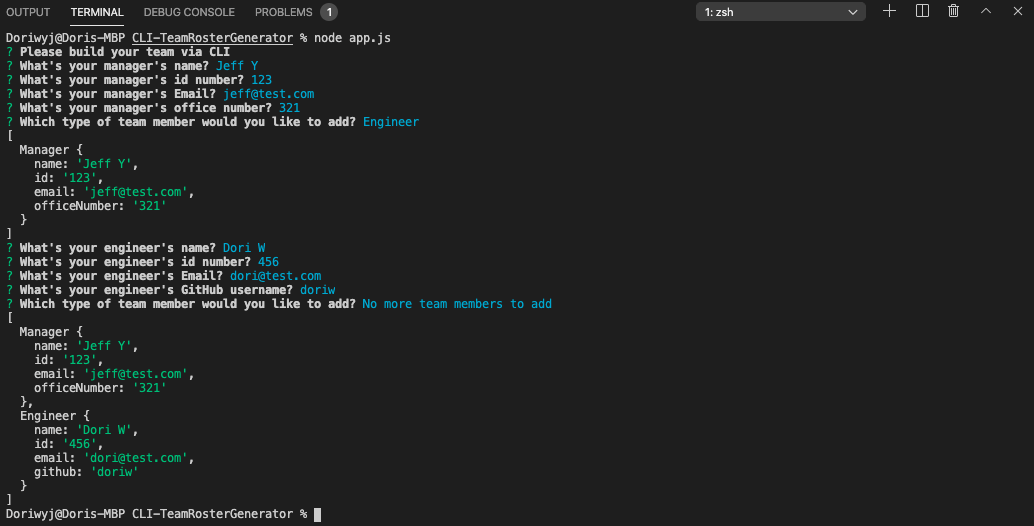 OUTPUT TERMINAL DEBUG CONSOLE PROBLEMS 1 1: zsh
Doriwyj@Doris-MBP CLI-TeamRosterGenerator % node app.js
? Please build your team via CLI
? What's your manager's name? Jeff Y
? What's your manager's id number? 123
? What's your manager's Email? jeff@test.com
? What's your manager's office number? 321
? Which type of team member would you like to add? Engineer
[
  Manager {
    name: 'Jeff Y',
    id: '123',
    email: 'jeff@test.com',
    officeNumber: '321'
  }
]
? What's your engineer's name? Dori W
? What's your engineer's id number? 456
? What's your engineer's Email? dori@test.com
? What's your engineer's GitHub username? doriw
? Which type of team member would you like to add? No more team members to add
[
  Manager {
    name: 'Jeff Y',
    id: '123',
    email: 'jeff@test.com',
    officeNumber: '321'
  },
  Engineer {
    name: 'Dori W',
    id: '456',
    email: 'dori@test.com',
    github: 'doriw'
  }
]
Doriwyj@Doris-MBP CLI-TeamRosterGenerator %